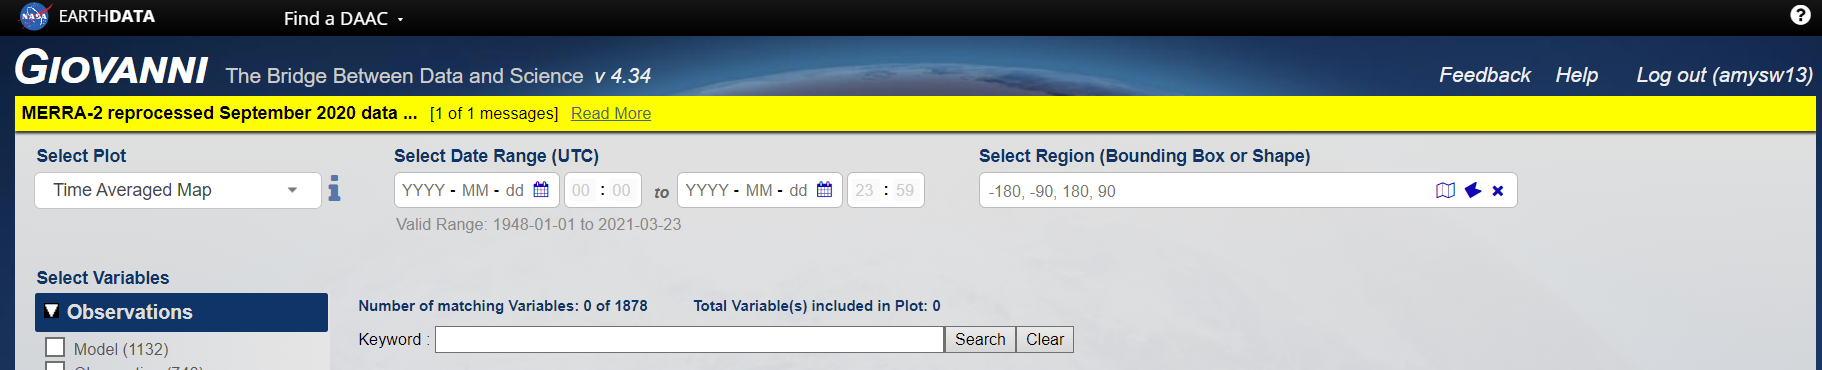 NASA EARTHDATA Find a DAAC
GIOVANNI The Bridge Between Data and Science v 4.34 Feedback Help Log out (amysw13)
MERRA-2 reprocessed September 2020 data ... [1 of 1 messages] Read More
Select Plot Select Date Range (UTC) Select Region (Bounding Box or Shape)
Time Averaged Map YYYY - MM - dd 00 : 00 to YYYY - MM - dd 23 : 59 -180, -90, 180, 90
Valid Range: 1948-01-01 to 2021-03-23
Select Variables
Observations Number of matching Variables: 0 of 1878 Total Variable(s) included in Plot: 0
Keyword : Search Clear
Model (1132)